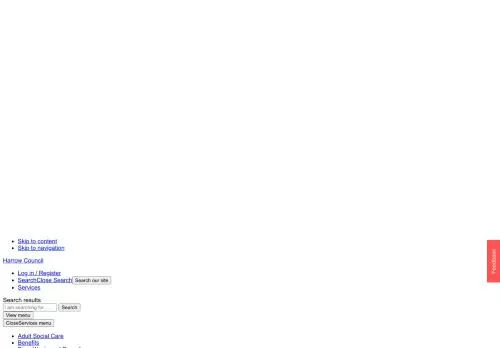 Skip to content
Skip to navigation
Harrow Council
Log in / Register
SearchClose Search Search our site
Services
Search results
I am searching for Search
View menu
CloseServices menu
Adult Social Care
Benefits
Feedback